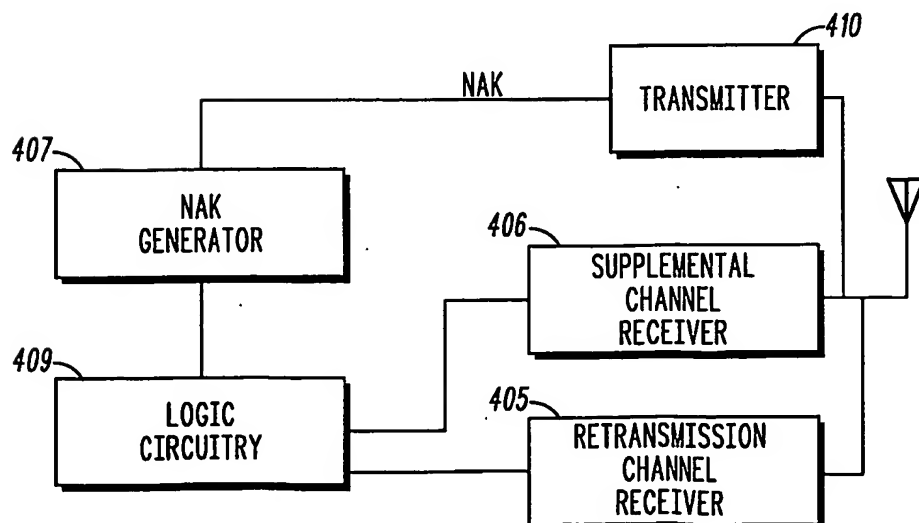 410
NAK
TRANSMITTER
407
NAK
GENERATOR
406
SUPPLEMENTAL
CHANNEL
RECEIVER
409
LOGIC
CIRCUITRY
405
RETRANSMISSION
CHANNEL
RECEIVER